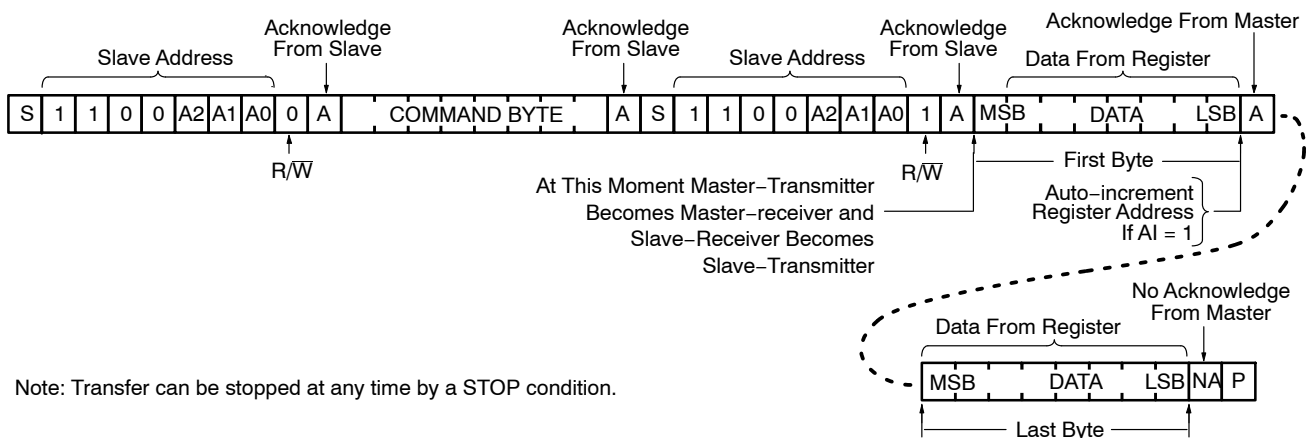 Acknowledge From Master
Acknowledge
From Slave
Acknowledge
From Slave
Acknowledge
From Slave
Slave Address
Slave Address
Data From Register
S 1 1 0 0 A2 A1 A0 0 A COMMAND BYTE A S 1 1 0 0 A2 A1 A0 1 A MSB DATA LSB A
R/W̅
R/W̅
First Byte
At This Moment Master−Transmitter
Becomes Master−receiver and
Slave−Receiver Becomes
Slave−Transmitter
Auto−increment
Register Address
If AI = 1
No Acknowledge
From Master
Data From Register
MSB DATA LSB NA P
Last Byte
Note: Transfer can be stopped at any time by a STOP condition.